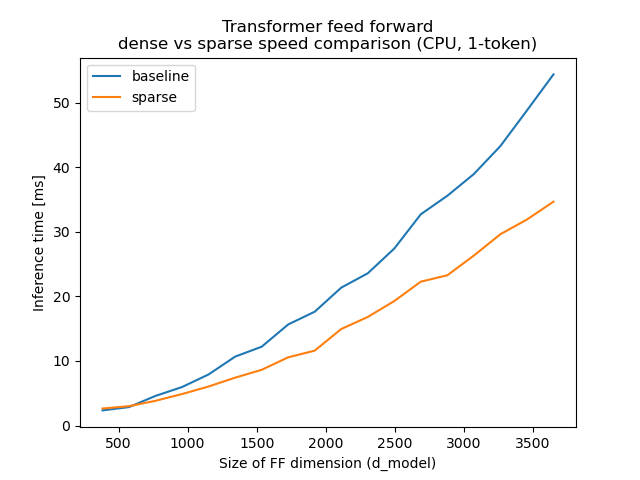 Transformer feed forward
dense vs sparse speed comparison (CPU, 1-token)
baseline
sparse
Inference time [ms]
50
40
30
20
10
0
500
1000
1500
2000
2500
3000
3500
Size of FF dimension (d_model)